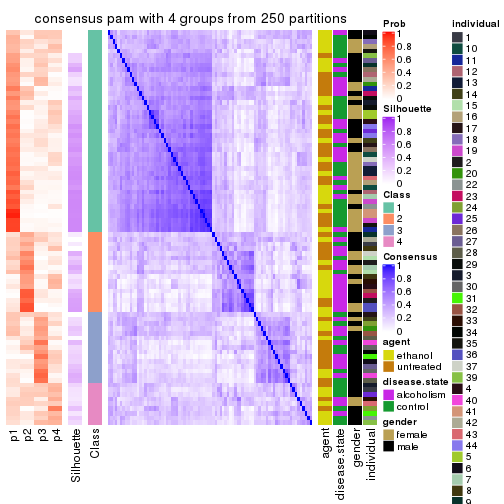 consensus pam with 4 groups from 250 partitions
p1
p2
p3
p4
Silhouette
Class
agent
disease.state
gender
individual
Prob
1
0.8
0.6
0.4
0.2
0
Silhouette
1
0.8
0.6
0.4
0.2
0
Class
1
2
3
4
Consensus
1
0.8
0.6
0.4
0.2
0
agent
ethanol
untreated
disease.state
alcoholism
control
gender
female
male
individual
1
10
11
12
13
14
15
16
17
18
19
2
20
22
23
24
25
26
27
28
29
3
30
31
32
33
34
35
36
37
39
4
40
41
42
43
44
5
6
7
8
9